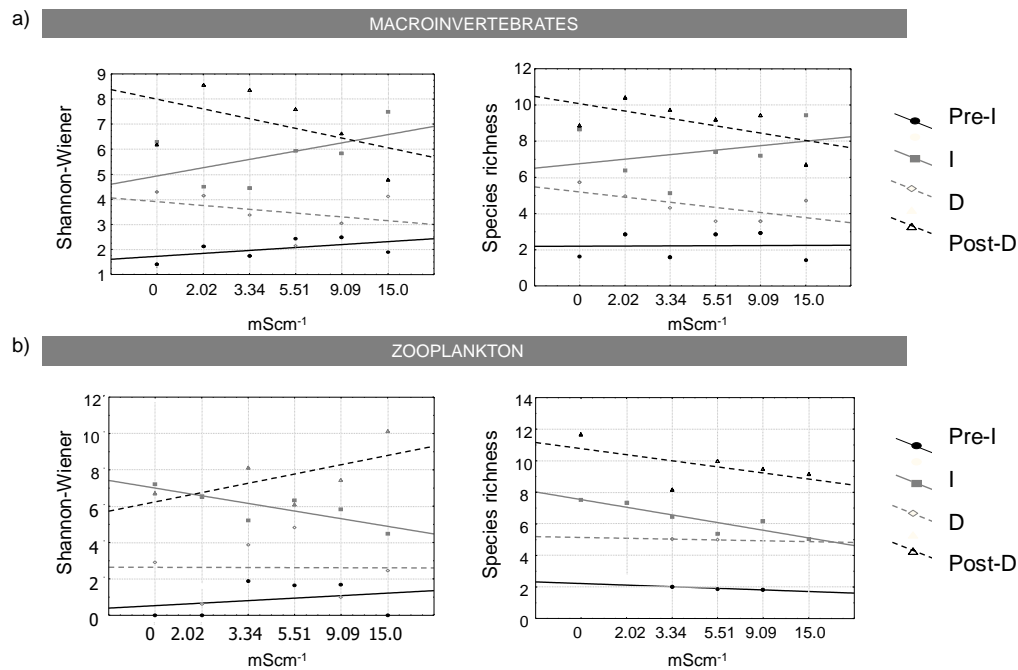 a)
MACROINVERTEBRATES
Shannon-Wiener
9
8
7
6
5
4
3
2
1
0 2.02 3.34 5.51 9.09 15.0
mScm-1
Species richness
12
10
8
6
4
2
0
0 2.02 3.34 5.51 9.09 15.0
mScm-1
Pre-I
I
D
Post-D
b)
ZOOPLANKTON
Shannon-Wiener
12
10
8
6
4
2
0
0 2.02 3.34 5.51 9.09 15.0
mScm-1
Species richness
14
12
10
8
6
4
2
0
0 2.02 3.34 5.51 9.09 15.0
mScm-1
Pre-I
I
D
Post-D